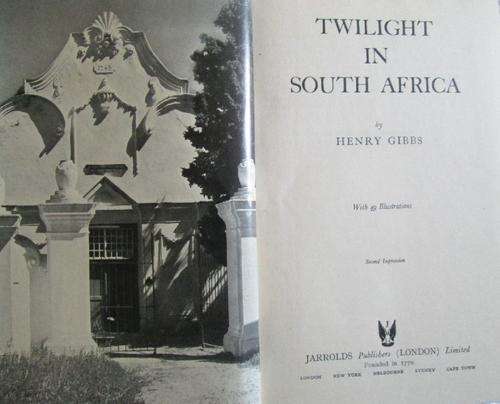 TWILIGHT
IN
SOUTH AFRICA
by
HENRY GIBBS
With 49 Illustrations
Second Impression
JARROLDS Publishers (LONDON) Limited
Founded in 1770
LONDON NEW YORK MELBOURNE SYDNEY CAPE TOWN